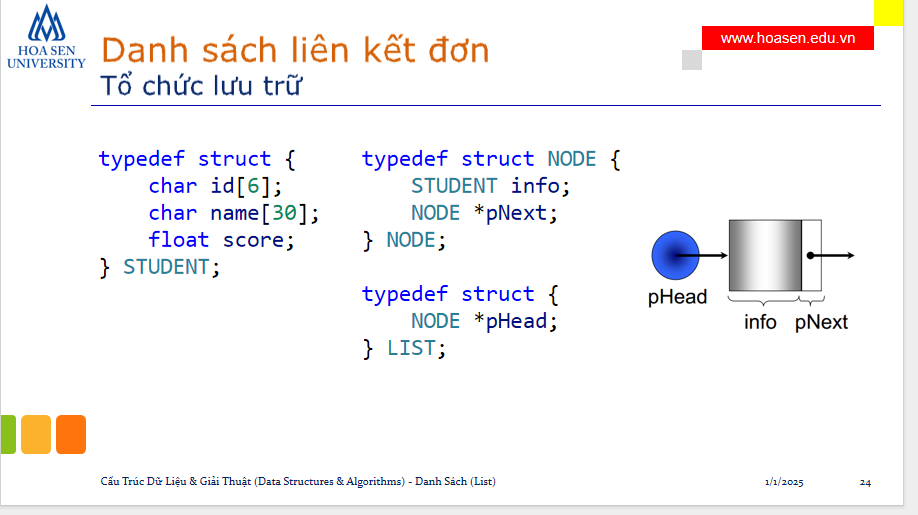 HOA SEN
UNIVERSITY
Danh sách liên kết đơn
Tổ chức lưu trữ
www.hoasen.edu.vn
typedef struct {
    char id[6];
    char name[30];
    float score;
} STUDENT;
typedef struct NODE {
    STUDENT info;
    NODE *pNext;
} NODE;
typedef struct {
    NODE *pHead;
} LIST;
pHead
info pNext
Cấu Trúc Dữ Liệu & Giải Thuật (Data Structures & Algorithms) - Danh Sách (List)
1/1/2025
24